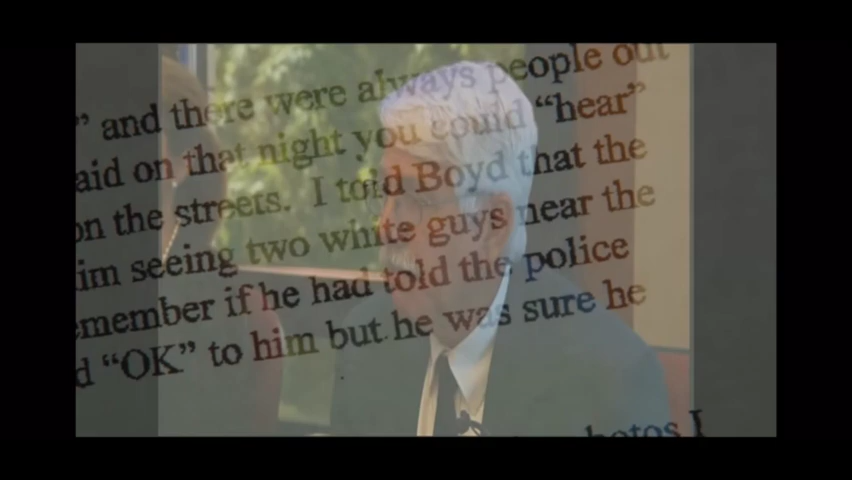 ” and there were always people out
aid on that night you could “hear”
on the streets. I told Boyd that the
im seeing two white guys near the
emember if he had told the police
d “OK” to him but he was sure he
photos I